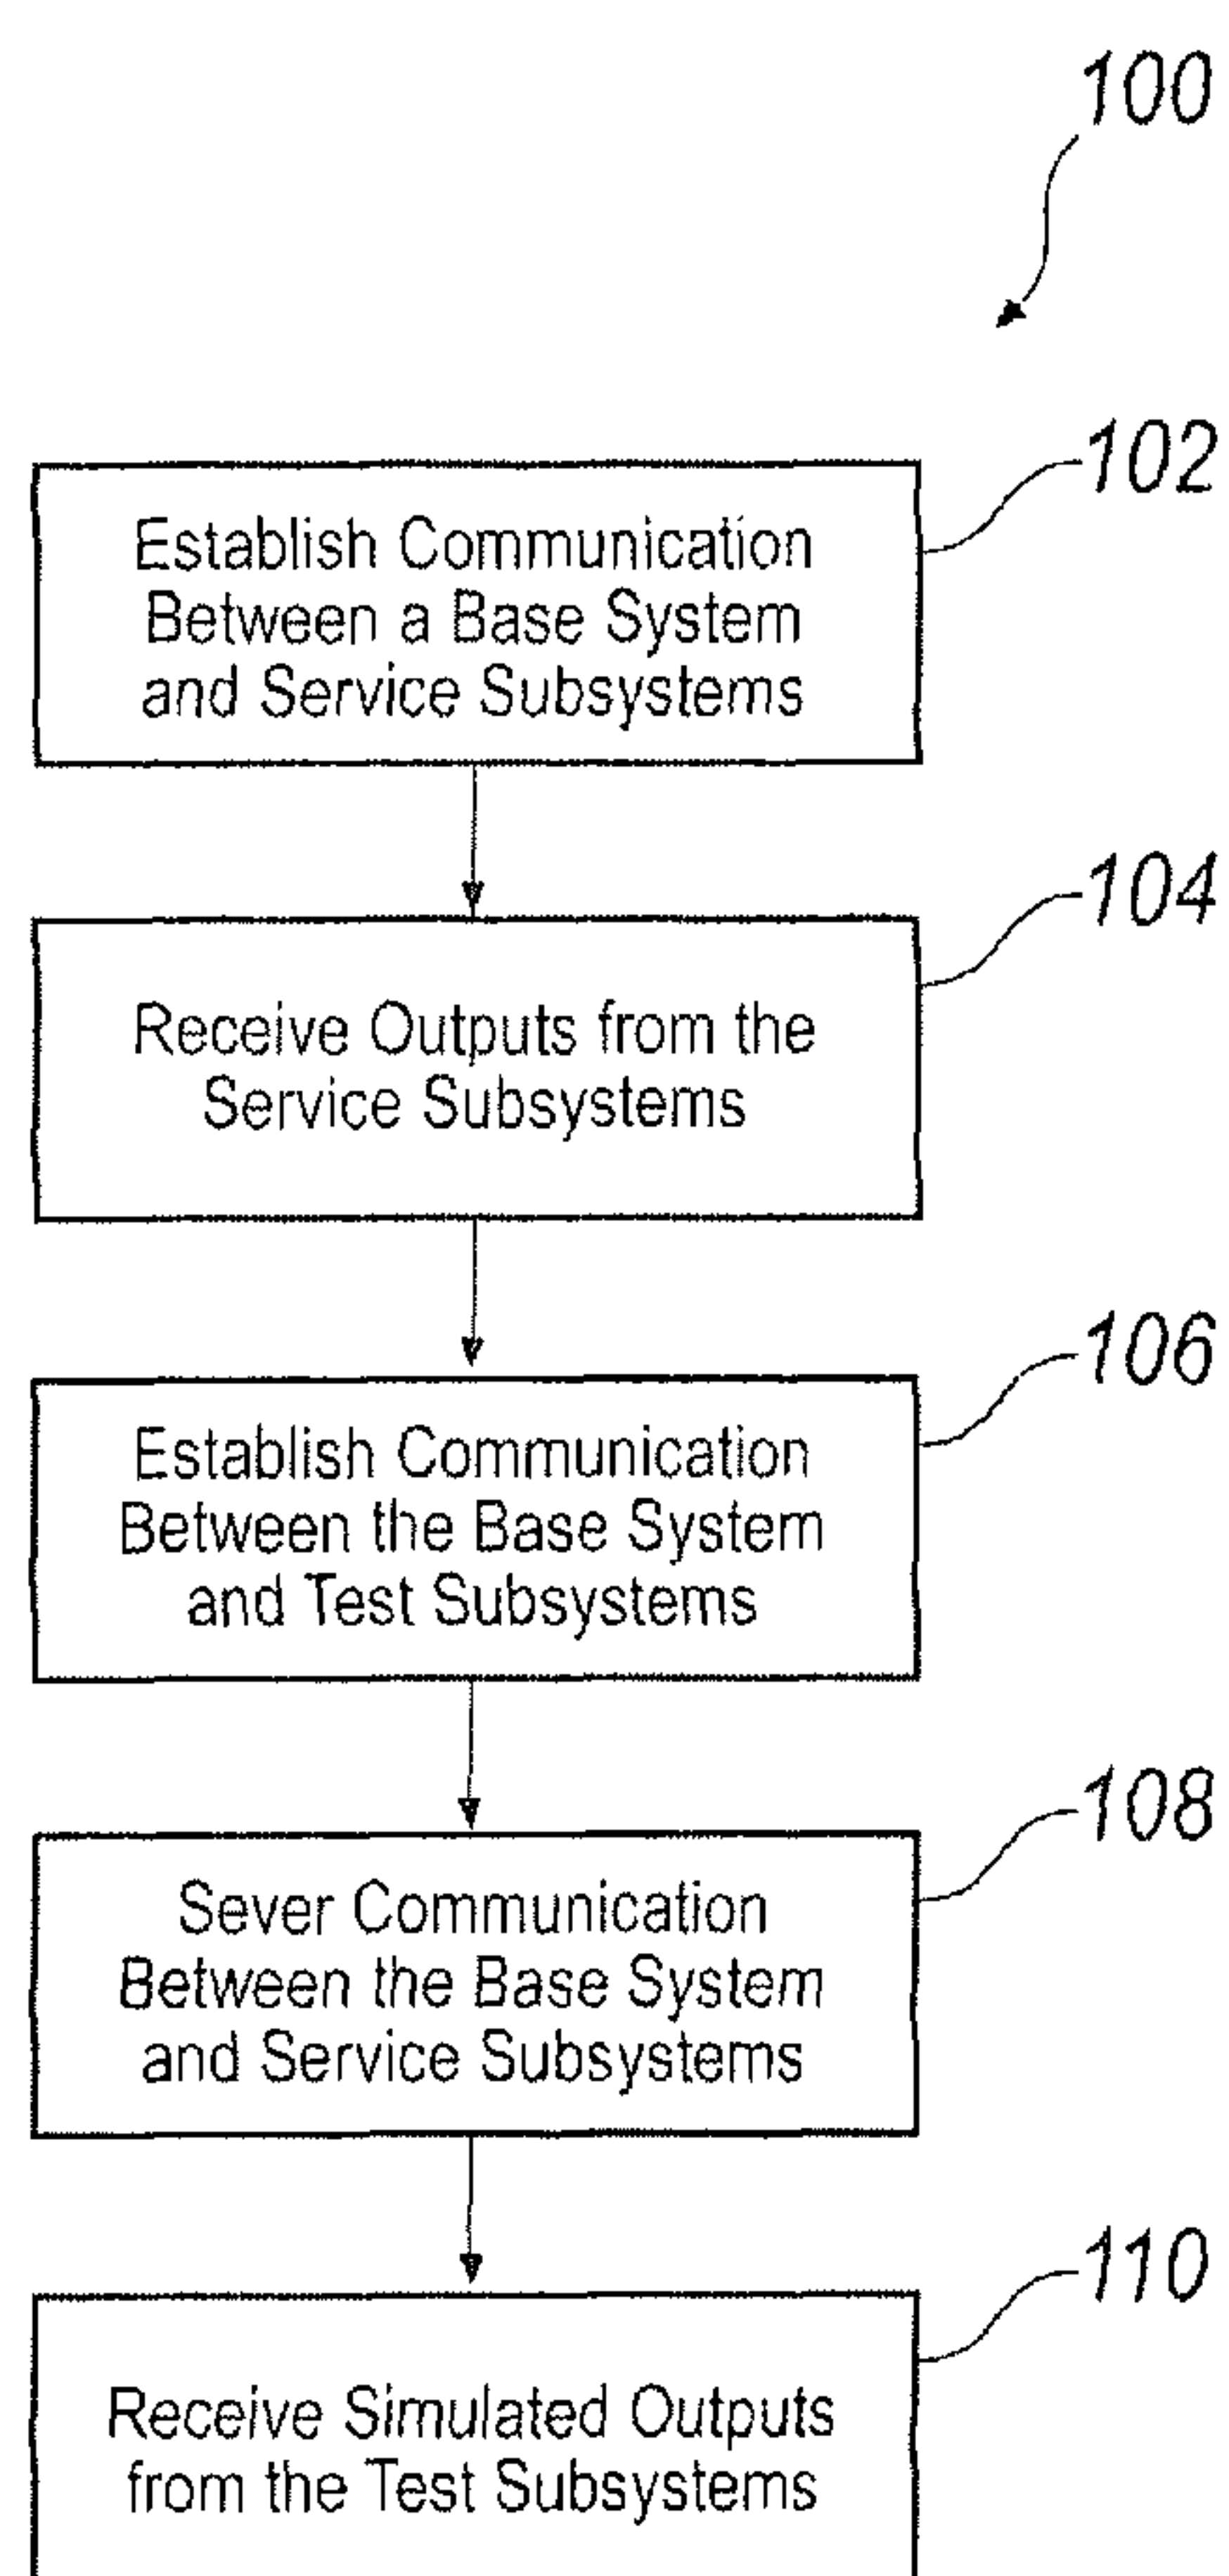 100
102
Establish Communication
Between a Base System
and Service Subsystems
104
Receive Outputs from the
Service Subsystems
106
Establish Communication
Between the Base System
and Test Subsystems
108
Sever Communication
Between the Base System
and Service Subsystems
110
Receive Simulated Outputs
from the Test Subsystems